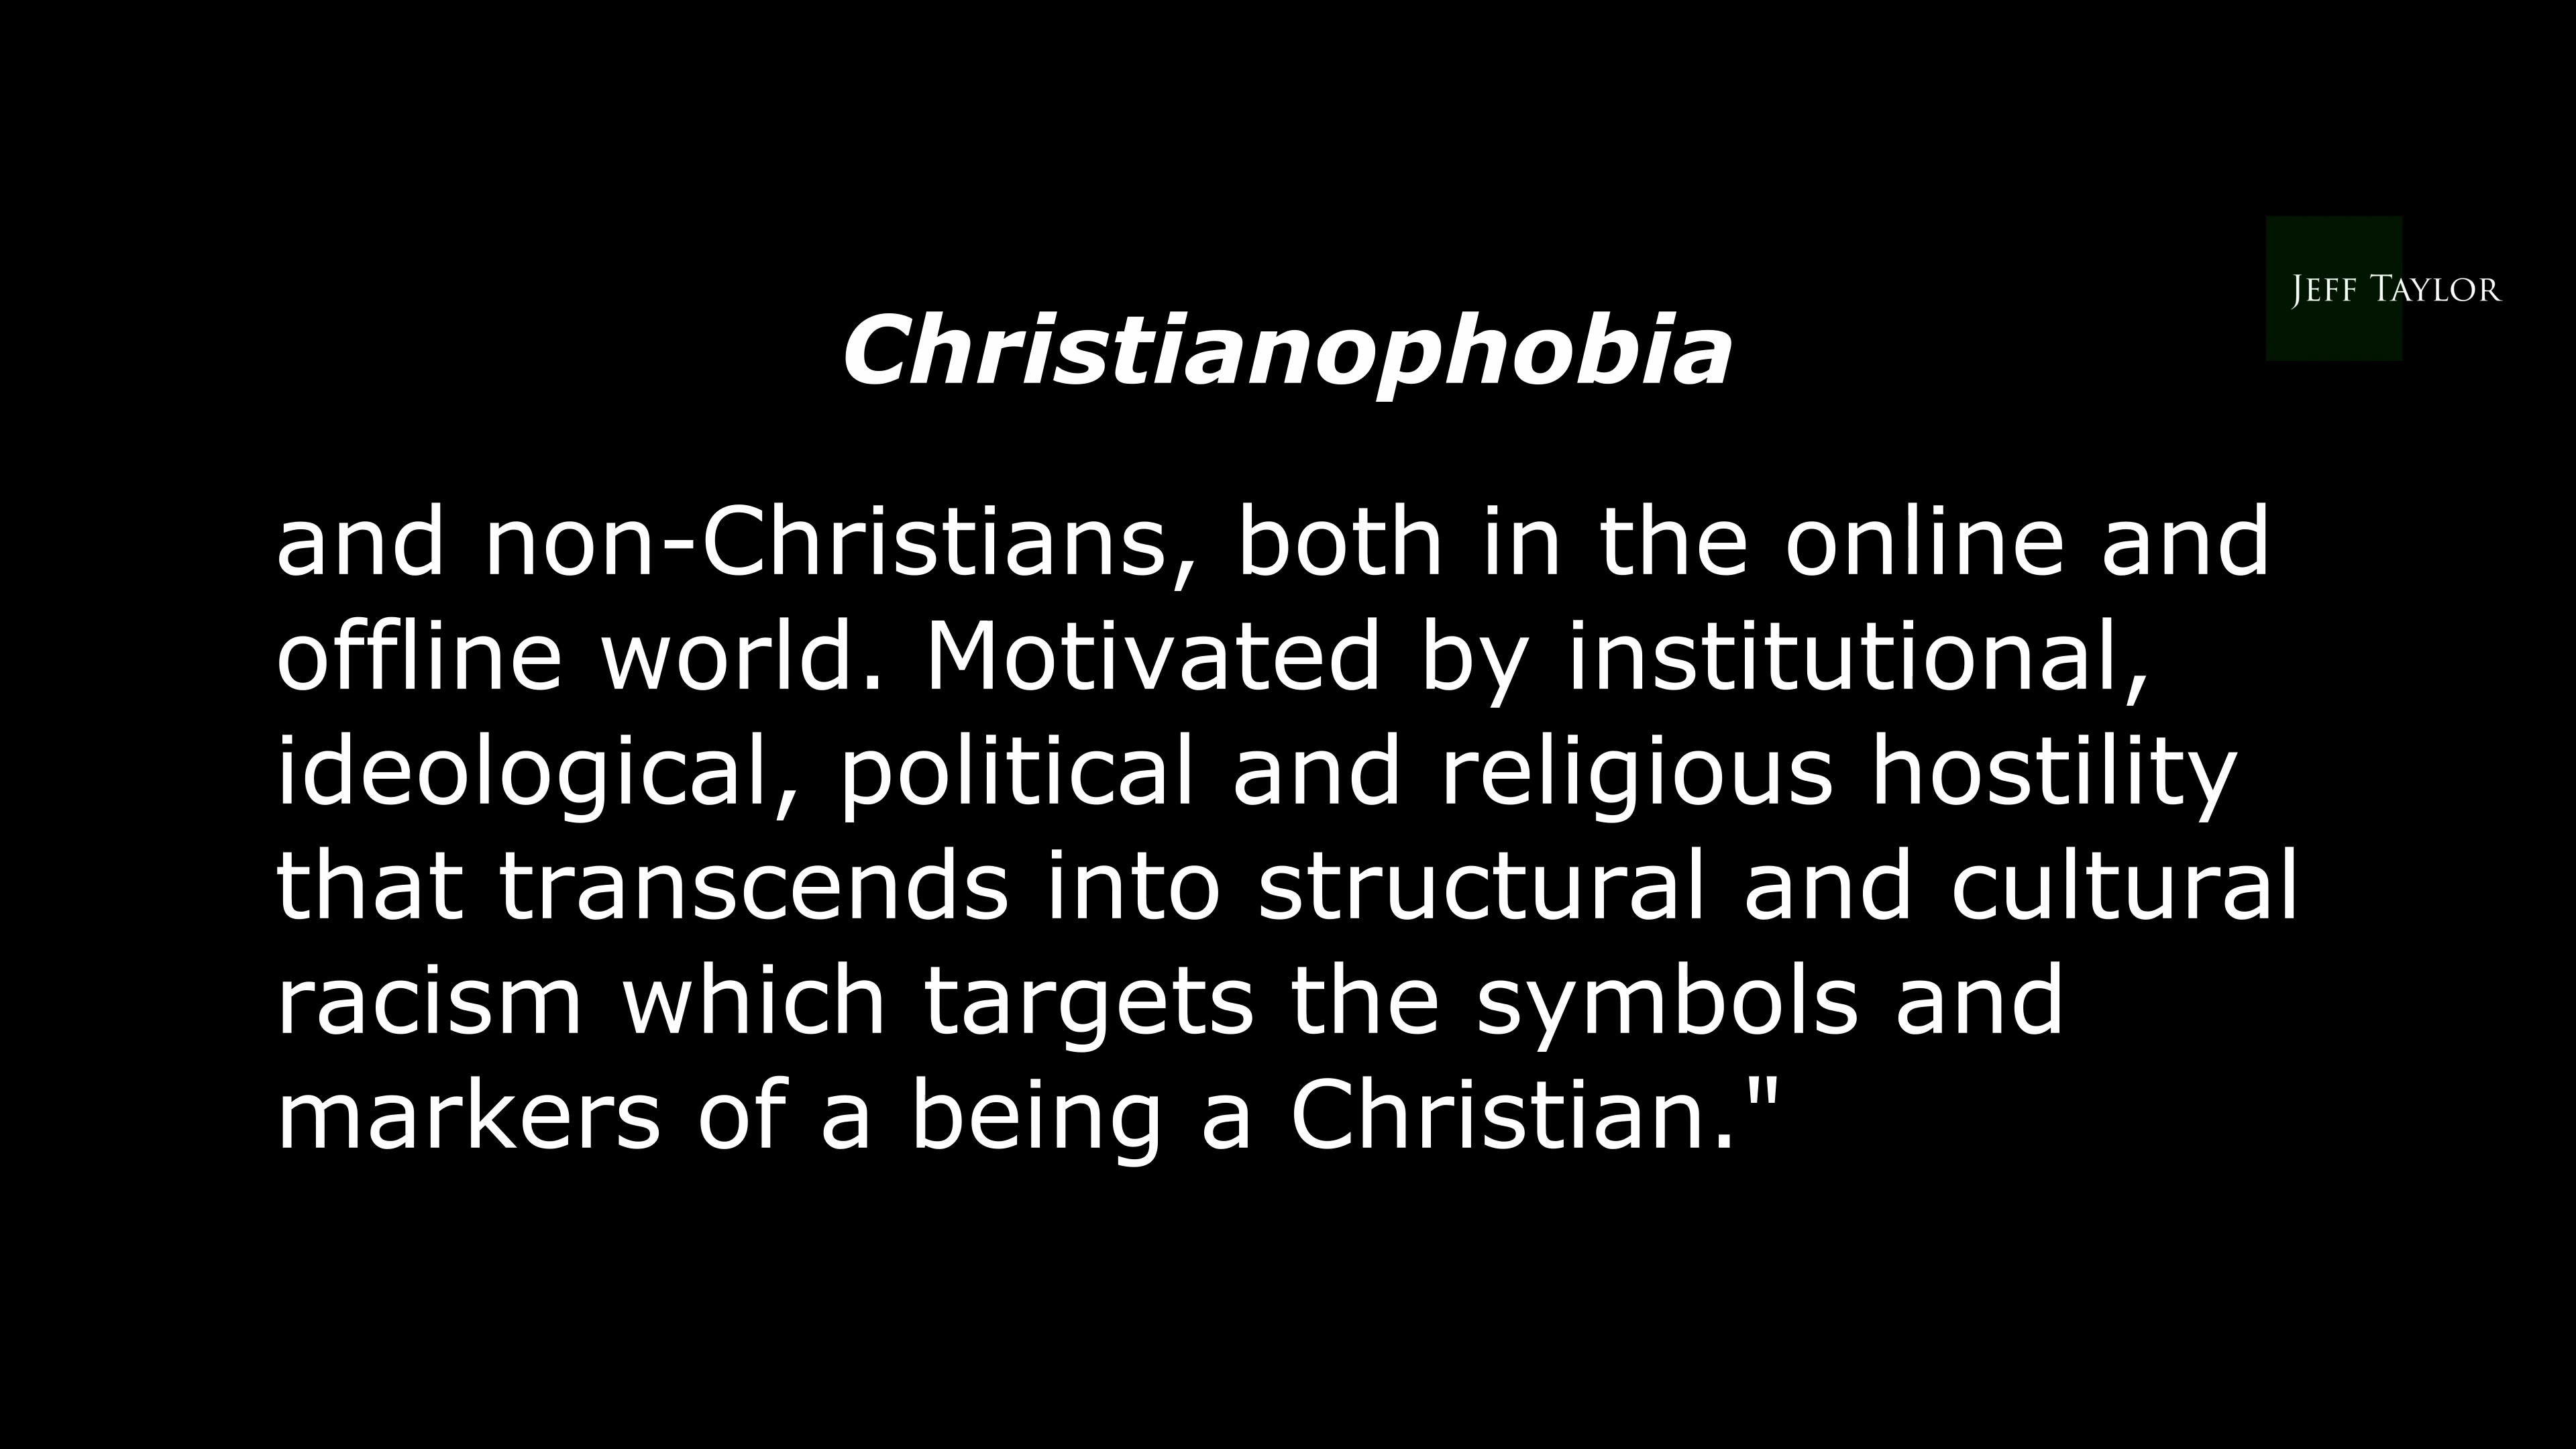 Jeff Taylor
Christianophobia
and non-Christians, both in the online and
offline world. Motivated by institutional,
ideological, political and religious hostility
that transcends into structural and cultural
racism which targets the symbols and
markers of a being a Christian."